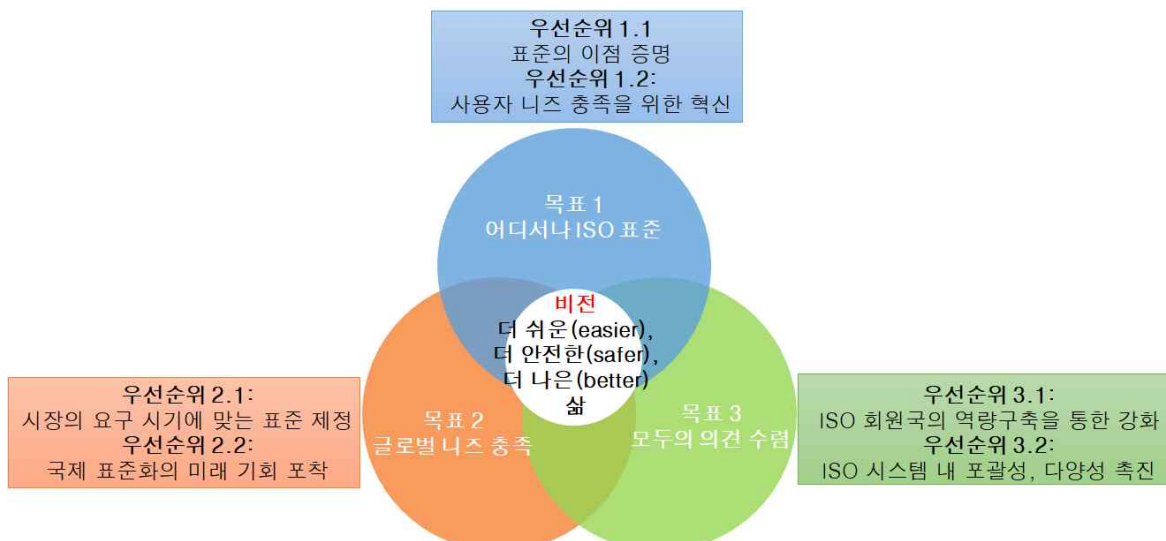 우선순위 1.1
표준의 이점 증명
우선순위 1.2:
사용자 니즈 충족을 위한 혁신
목표 1
어디서나 ISO 표준
비전
더 쉬운(easier),
더 안전한(safer),
더 나은(better)
삶
우선순위 2.1:
시장의 요구 시기에 맞는 표준 제정
우선순위 2.2:
국제 표준화의 미래 기회 포착
목표 2
글로벌 니즈 충족
목표 3
모두의 의견 수렴
우선순위 3.1:
ISO 회원국의 역량구축을 통한 강화
우선순위 3.2:
ISO 시스템 내 포괄성, 다양성 촉진